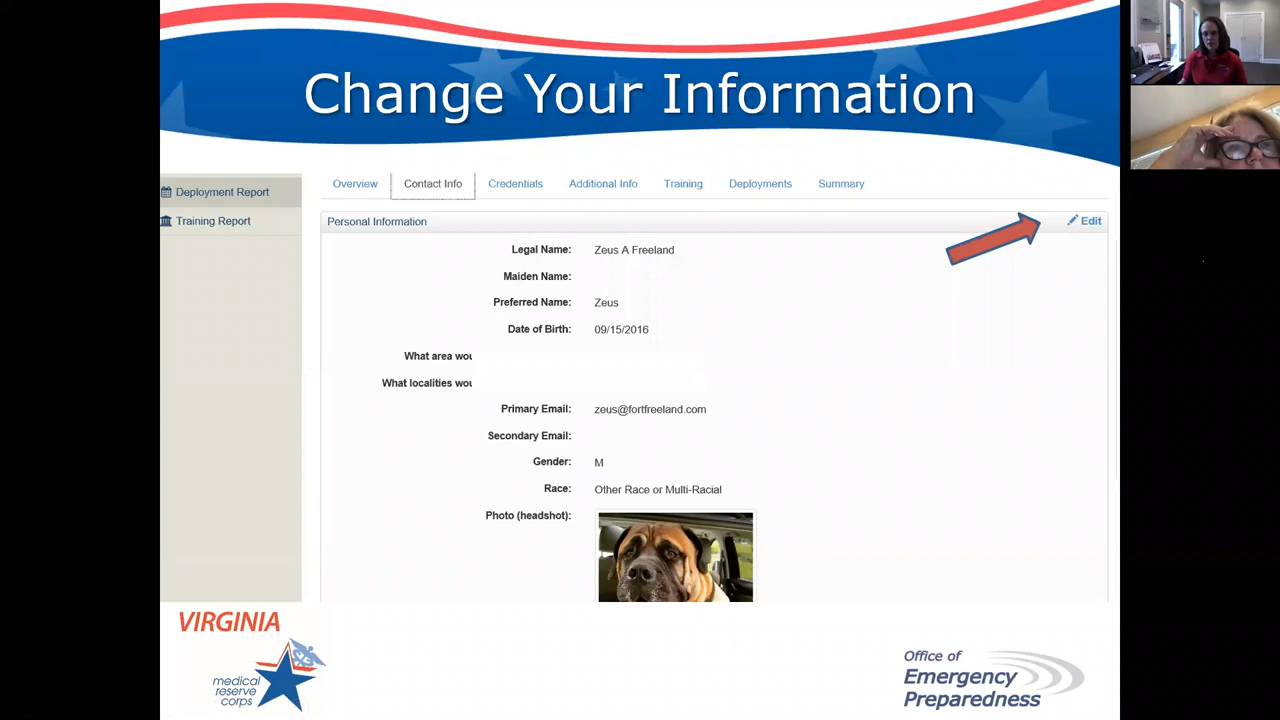 Change Your Information
Deployment Report
Training Report
Overview Contact Info Credentials Additional Info Training Deployments Summary
Personal Information Edit
Legal Name: Zeus A Freeland
Maiden Name:
Preferred Name: Zeus
Date of Birth: 09/15/2016
What area wou
What localities wou
Primary Email: zeus@fortfreeland.com
Secondary Email:
Gender: M
Race: Other Race or Multi-Racial
Photo (headshot):
VIRGINIA
medical
reserve
corps
Office of
Emergency
Preparedness